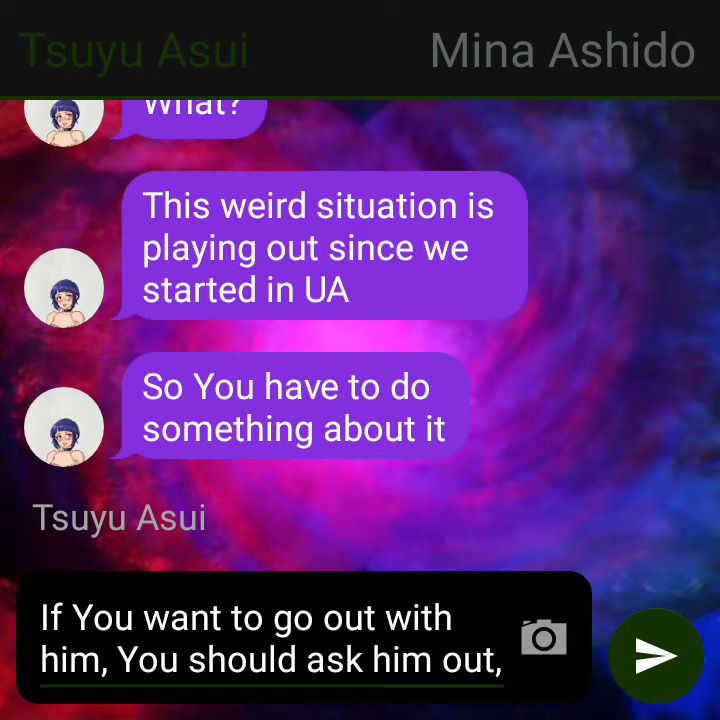 Tsuyu Asui
Mina Ashido
What?
This weird situation is
playing out since we
started in UA
So You have to do
something about it
Tsuyu Asui
If You want to go out with
him, You should ask him out,